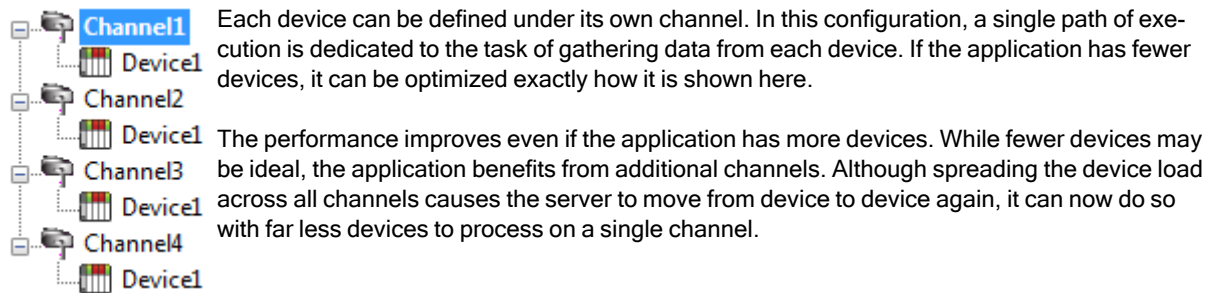 Channel1
Device1
Channel2
Device1
Channel3
Device1
Channel4
Device1
Each device can be defined under its own channel. In this configuration, a single path of exe-
cution is dedicated to the task of gathering data from each device. If the application has fewer
devices, it can be optimized exactly how it is shown here.
The performance improves even if the application has more devices. While fewer devices may
be ideal, the application benefits from additional channels. Although spreading the device load
across all channels causes the server to move from device to device again, it can now do so
with far less devices to process on a single channel.